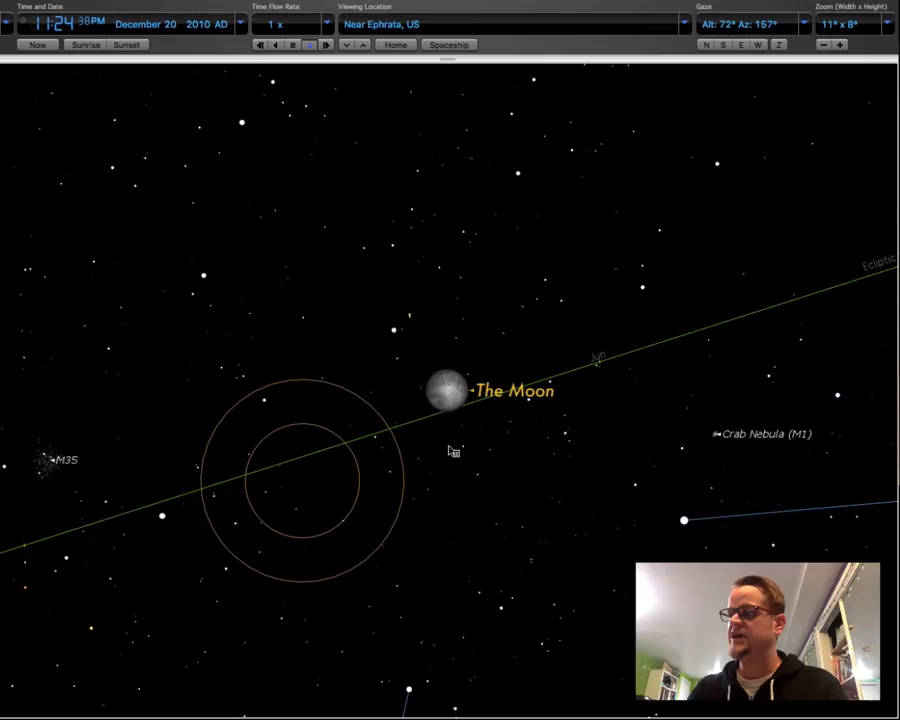 Time and Date
Time Flow Rate
Viewing Location
Gaze
Zoom (Width x Height)
11:24 38PM December 20 2010 AD
1 x
Near Ephrata, US
Alt: 72° Az: 157°
11° x 8°
Now
Sunrise
Sunset
Home
Spaceship
N S E W Z
Ecliptic
Jun
The Moon
Crab Nebula (M1)
M35